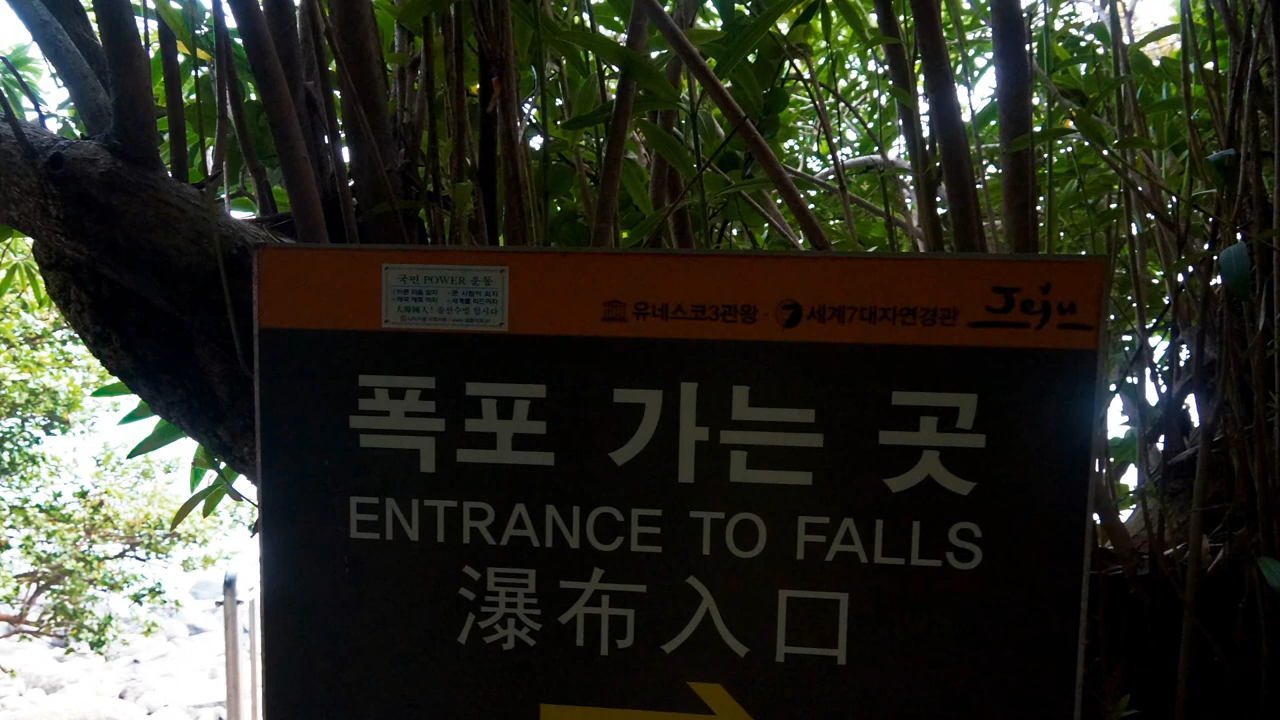 국민 POWER 운동
유네스코3관왕 · 세계7대자연경관 Jeju
폭포 가는 곳
ENTRANCE TO FALLS
瀑布入口